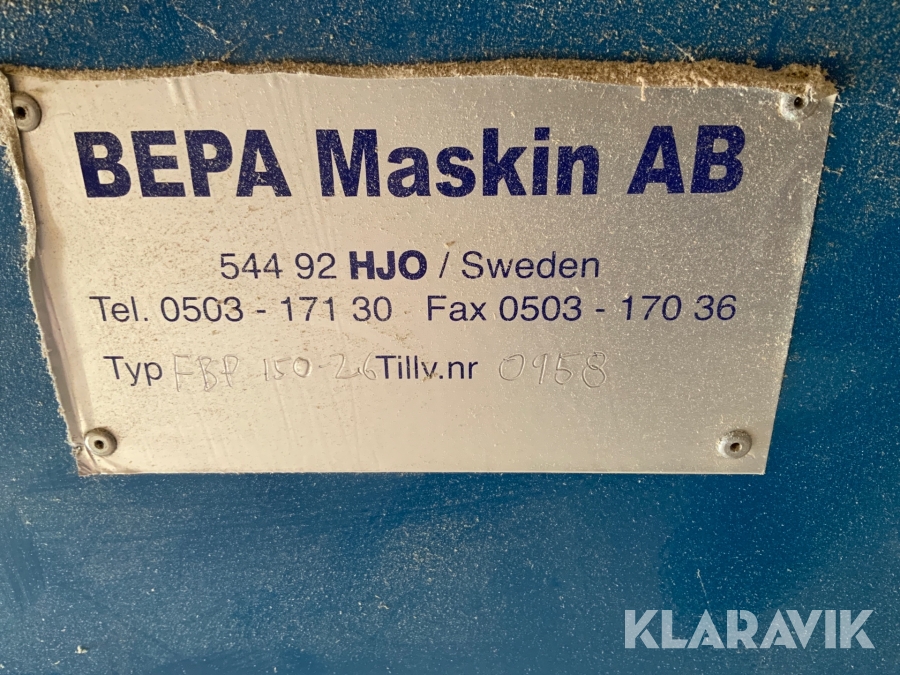 BEPA Maskin AB
544 92 HJO / Sweden
Tel. 0503 - 171 30 Fax 0503 - 170 36
Typ FBP 150-26 Tillv.nr 0958
KLARAVIK